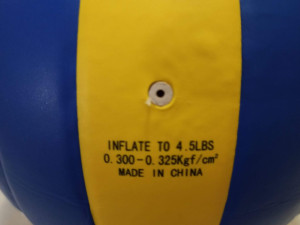 INFLATE TO 4.5LBS
0.300-0.325Kgf/cm²
MADE IN CHINA